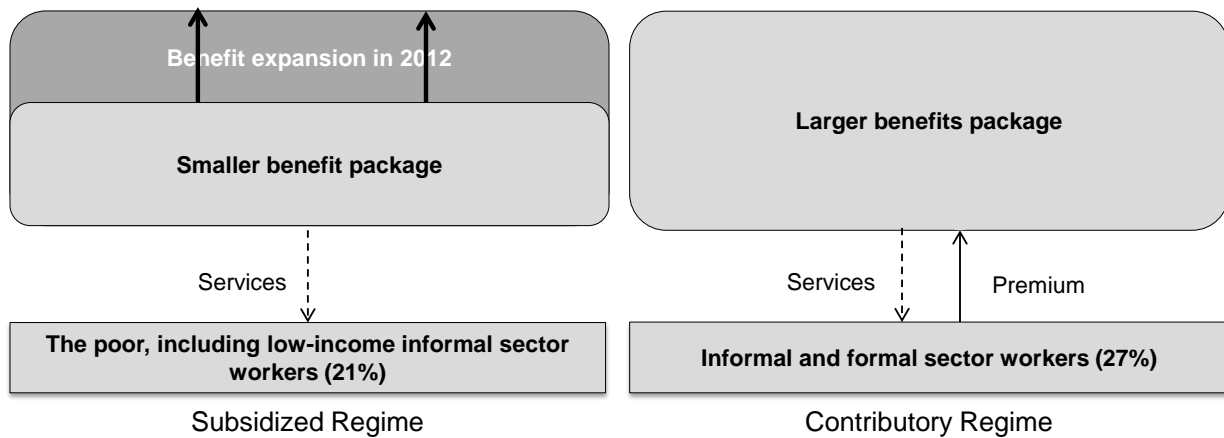 Benefit expansion in 2012
Smaller benefit package
Services
The poor, including low-income informal sector
workers (21%)
Subsidized Regime
Larger benefits package
Services
Premium
Informal and formal sector workers (27%)
Contributory Regime